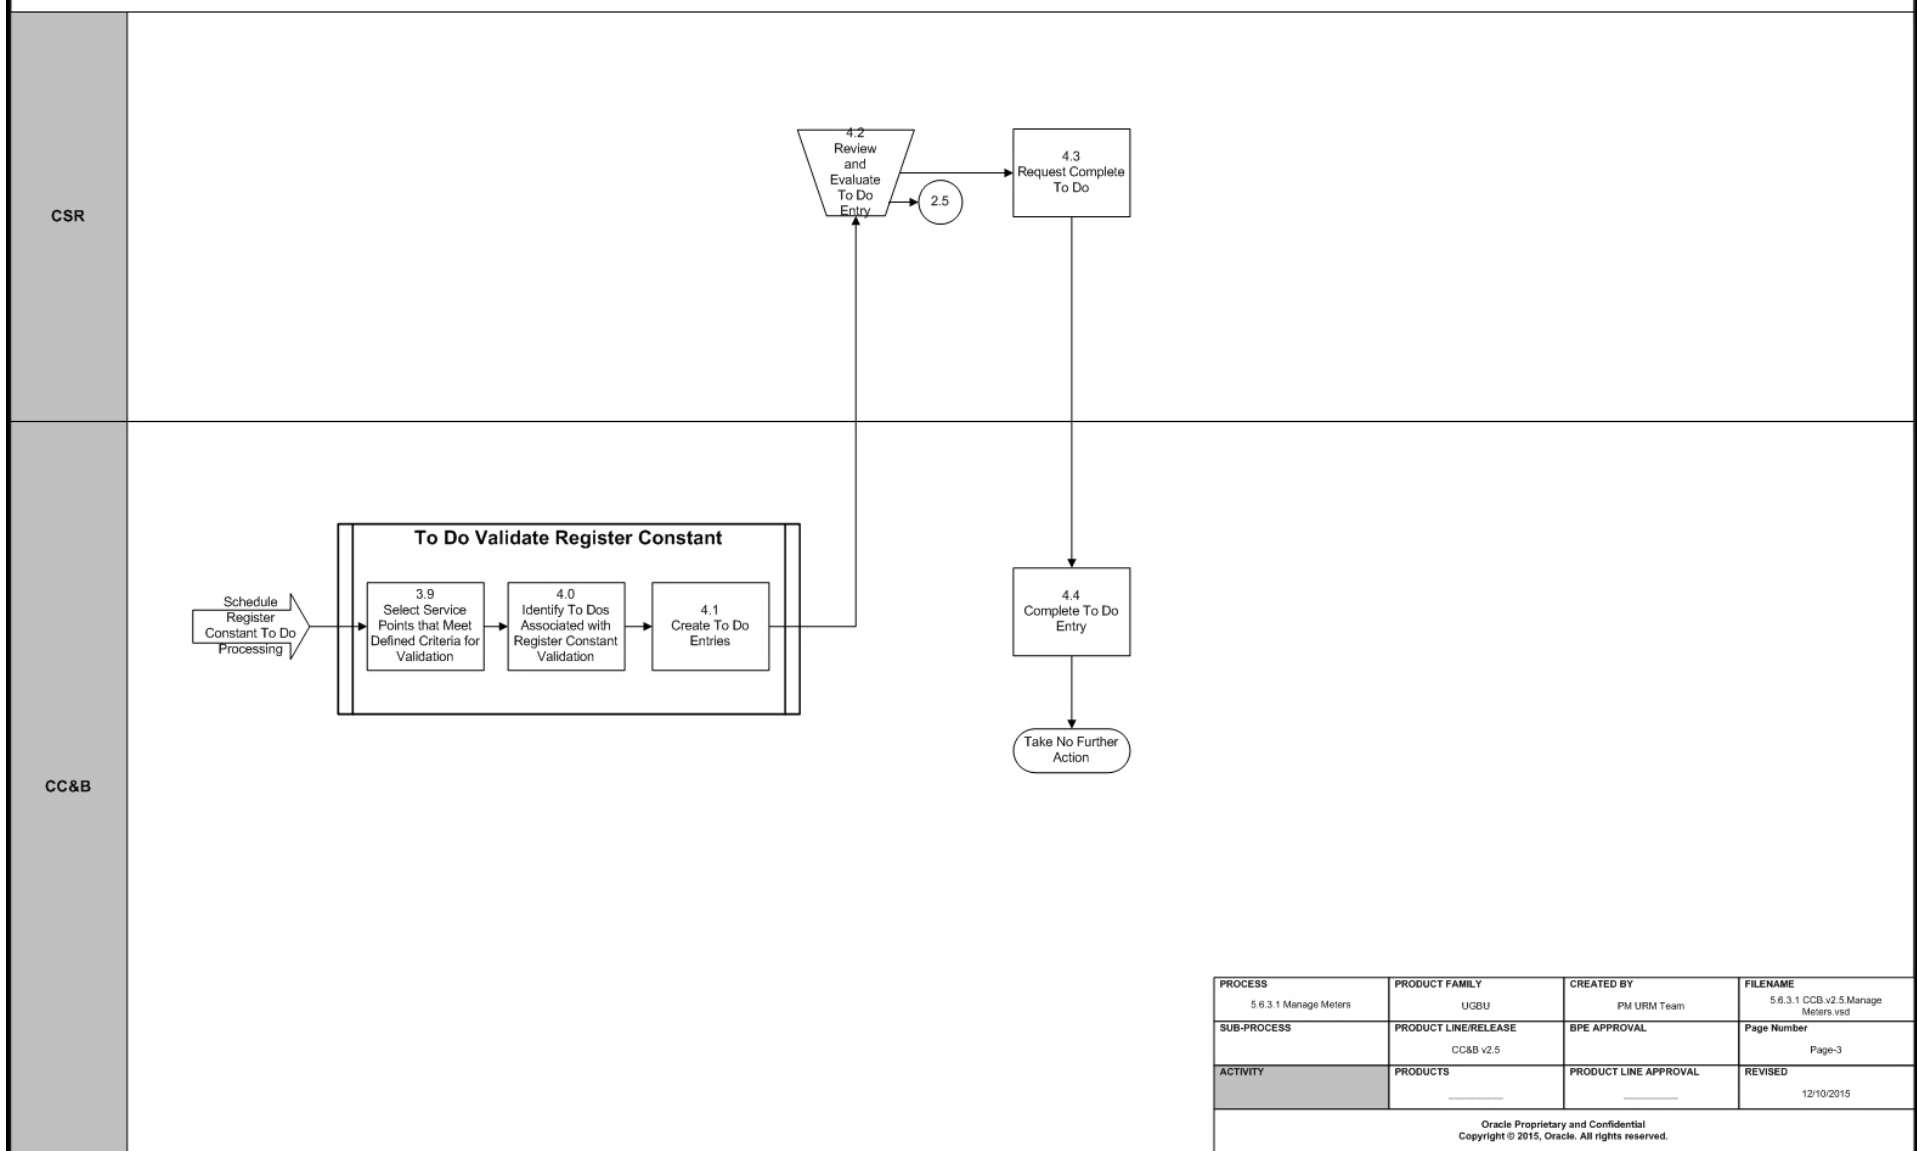 CSR
4.2
Review
and
Evaluate
To Do
Entry
2.5
4.3
Request Complete
To Do
CC&B
Schedule
Register
Constant To Do
Processing
To Do Validate Register Constant
3.9
Select Service
Points that Meet
Defined Criteria for
Validation
4.0
Identify To Dos
Associated with
Register Constant
Validation
4.1
Create To Do
Entries
4.4
Complete To Do
Entry
Take No Further
Action
PROCESS
5.6.3.1 Manage Meters
PRODUCT FAMILY
UGBU
CREATED BY
PM URM Team
FILENAME
5.6.3.1 CCB.v2.5.Manage
Meters.vsd
SUB-PROCESS
PRODUCT LINE/RELEASE
CC&B v2.5
BPE APPROVAL
Page Number
Page-3
ACTIVITY
PRODUCTS
PRODUCT LINE APPROVAL
REVISED
12/10/2015
Oracle Proprietary and Confidential
Copyright © 2015, Oracle. All rights reserved.